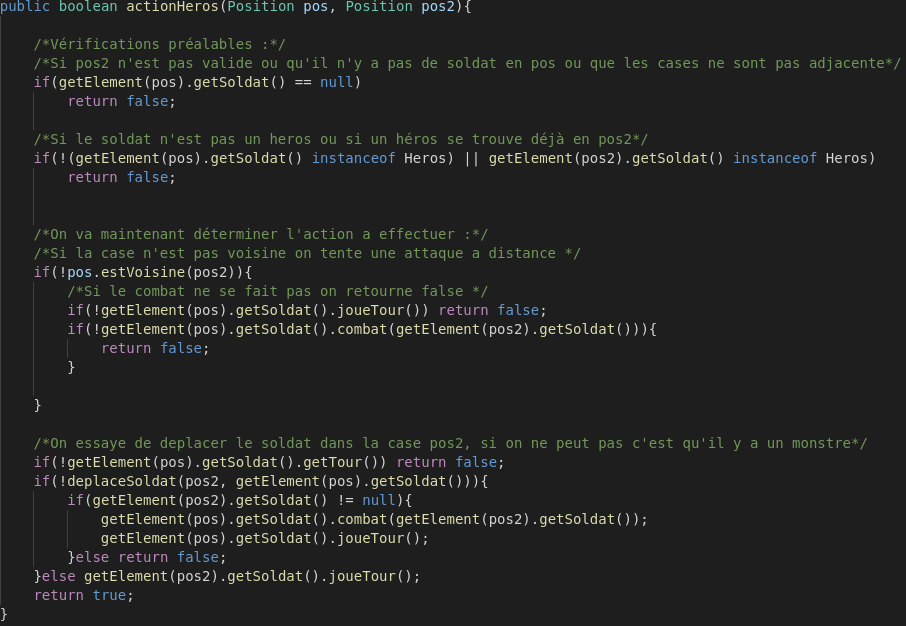 public boolean actionHeros(Position pos, Position pos2){
/*Vérifications préalables :*/
/*Si pos2 n'est pas valide ou qu'il n'y a pas de soldat en pos ou que les cases ne sont pas adjacente*/
if(getElement(pos).getSoldat() == null)
return false;
/*Si le soldat n'est pas un heros ou si un héros se trouve déjà en pos2*/
if(!(getElement(pos).getSoldat() instanceof Heros) || getElement(pos2).getSoldat() instanceof Heros)
return false;
/*On va maintenant déterminer l'action a effectuer :*/
/*Si la case n'est pas voisine on tente une attaque a distance */
if(!pos.estVoisine(pos2)){
/*Si le combat ne se fait pas on retourne false */
if(!getElement(pos).getSoldat().joueTour()) return false;
if(!getElement(pos).getSoldat().combat(getElement(pos2).getSoldat())){
return false;
}
}
/*On essaye de deplacer le soldat dans la case pos2, si on ne peut pas c'est qu'il y a un monstre*/
if(!getElement(pos).getSoldat().getTour()) return false;
if(!deplaceSoldat(pos2, getElement(pos).getSoldat())){
if(getElement(pos2).getSoldat() != null){
getElement(pos).getSoldat().combat(getElement(pos2).getSoldat());
getElement(pos).getSoldat().joueTour();
}else return false;
}else getElement(pos2).getSoldat().joueTour();
return true;
}